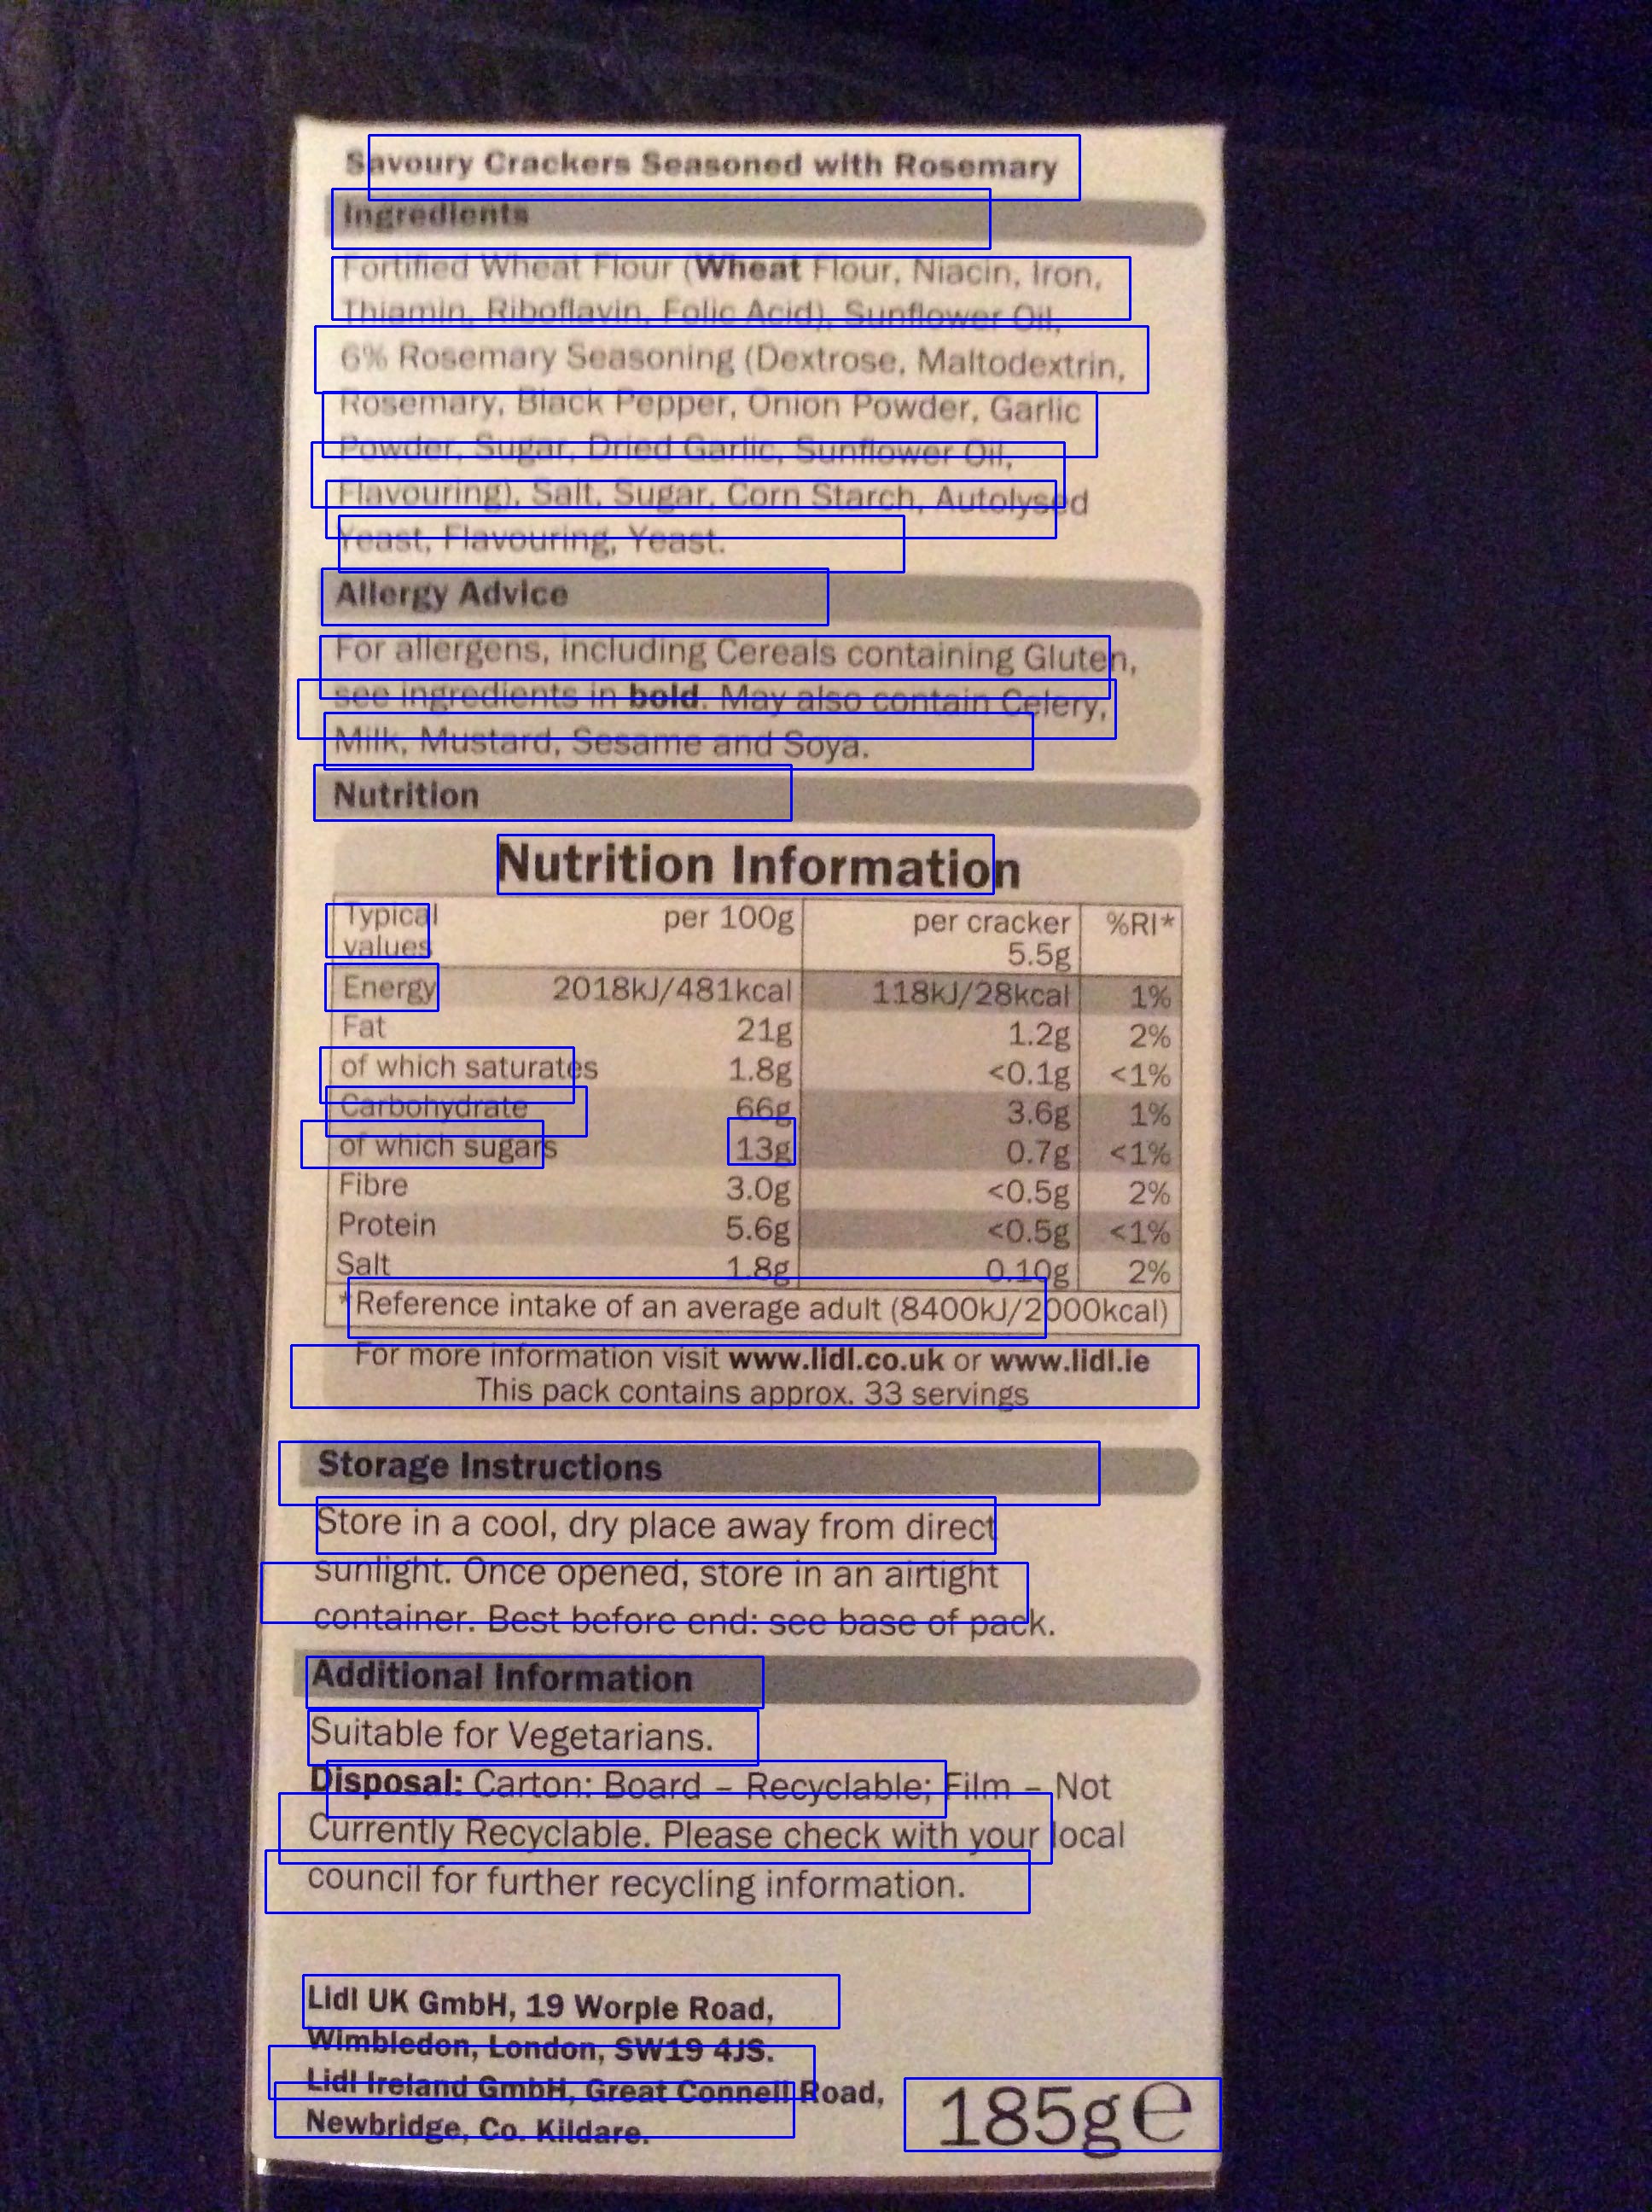 Savoury Crackers Seasoned with Rosemary
Ingredients
Fortified Wheat Flour (Wheat Flour, Niacin, Iron,
Thiamin, Riboflavin, Folic Acid), Sunflower Oil,
6% Rosemary Seasoning (Dextrose, Maltodextrin,
Rosemary, Black Pepper, Onion Powder, Garlic
Powder, Sugar, Dried Garlic, Sunflower Oil,
Flavouring), Salt, Sugar, Corn Starch, Autolysed
Yeast, Flavouring, Yeast.
Allergy Advice
For allergens, including Cereals containing Gluten,
see ingredients in bold. May also contain Celery,
Milk, Mustard, Sesame and Soya.
Nutrition
Nutrition Information
Typical values per 100g per cracker 5.5g %RI*
Energy 2018kJ/481kcal 118kJ/28kcal 1%
Fat 21g 1.2g 2%
of which saturates 1.8g <0.1g <1%
Carbohydrate 66g 3.6g 1%
of which sugars 13g 0.7g <1%
Fibre 3.0g <0.5g 2%
Protein 5.6g <0.5g <1%
Salt 1.8g 0.10g 2%
*Reference intake of an average adult (8400kJ/2000kcal)
For more information visit www.lidl.co.uk or www.lidl.ie
This pack contains approx. 33 servings
Storage Instructions
Store in a cool, dry place away from direct
sunlight. Once opened, store in an airtight
container. Best before end: see base of pack.
Additional Information
Suitable for Vegetarians.
Disposal: Carton: Board – Recyclable; Film – Not
Currently Recyclable. Please check with your local
council for further recycling information.
Lidl UK GmbH, 19 Worple Road,
Wimbledon, London, SW19 4JS.
Lidl Ireland GmbH, Great Connell Road,
Newbridge, Co. Kildare.
185g℮